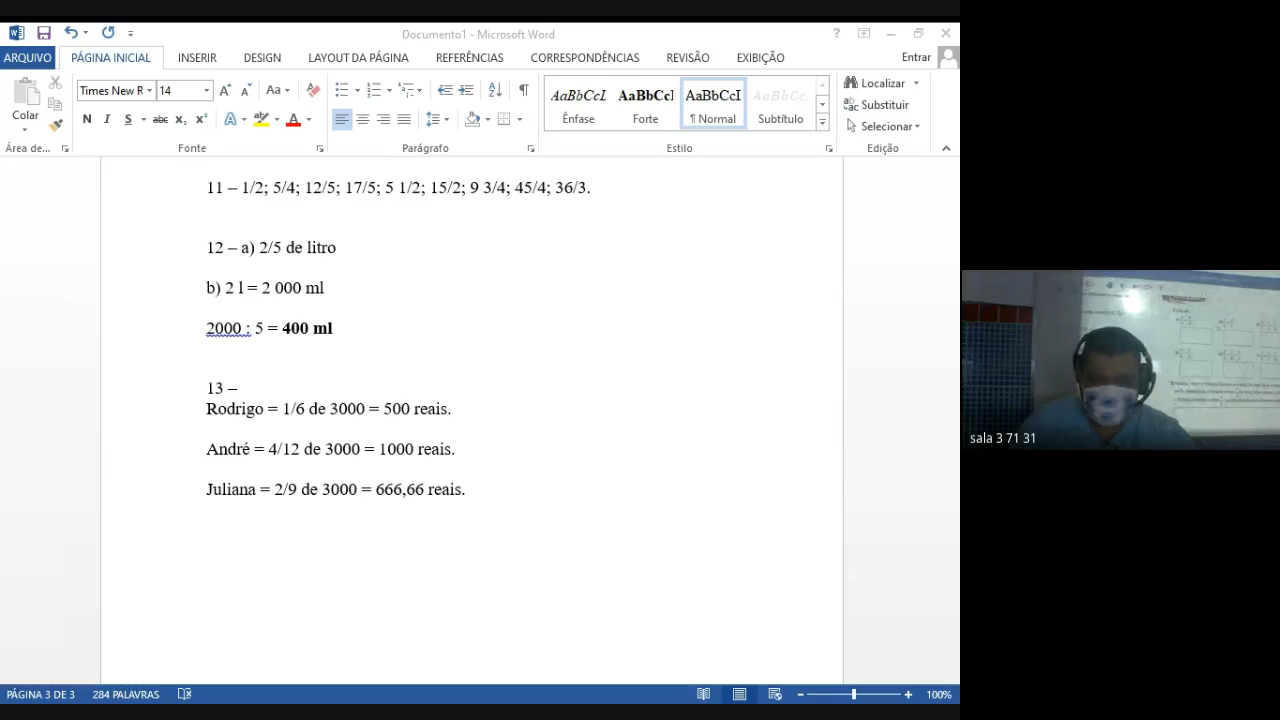 Documento1 - Microsoft Word
?
ARQUIVO PÁGINA INICIAL INSERIR DESIGN LAYOUT DA PÁGINA REFERÊNCIAS CORRESPONDÊNCIAS REVISÃO EXIBIÇÃO Entrar
Colar
Área de...
Times New R 14
Aa
N I S abc x₂ x²
A A
Fonte
Parágrafo
AaBbCcI AaBbCcI AaBbCcI AaBbCc.
Ênfase Forte ¶ Normal Subtítulo
Estilo
Localizar
Substituir
Selecionar
Edição
11 – 1/2; 5/4; 12/5; 17/5; 5 1/2; 15/2; 9 3/4; 45/4; 36/3.
12 – a) 2/5 de litro
b) 2 l = 2 000 ml
2000 : 5 = 400 ml
13 –
Rodrigo = 1/6 de 3000 = 500 reais.
André = 4/12 de 3000 = 1000 reais.
Juliana = 2/9 de 3000 = 666,66 reais.
sala 3 71 31
PÁGINA 3 DE 3 284 PALAVRAS 100%